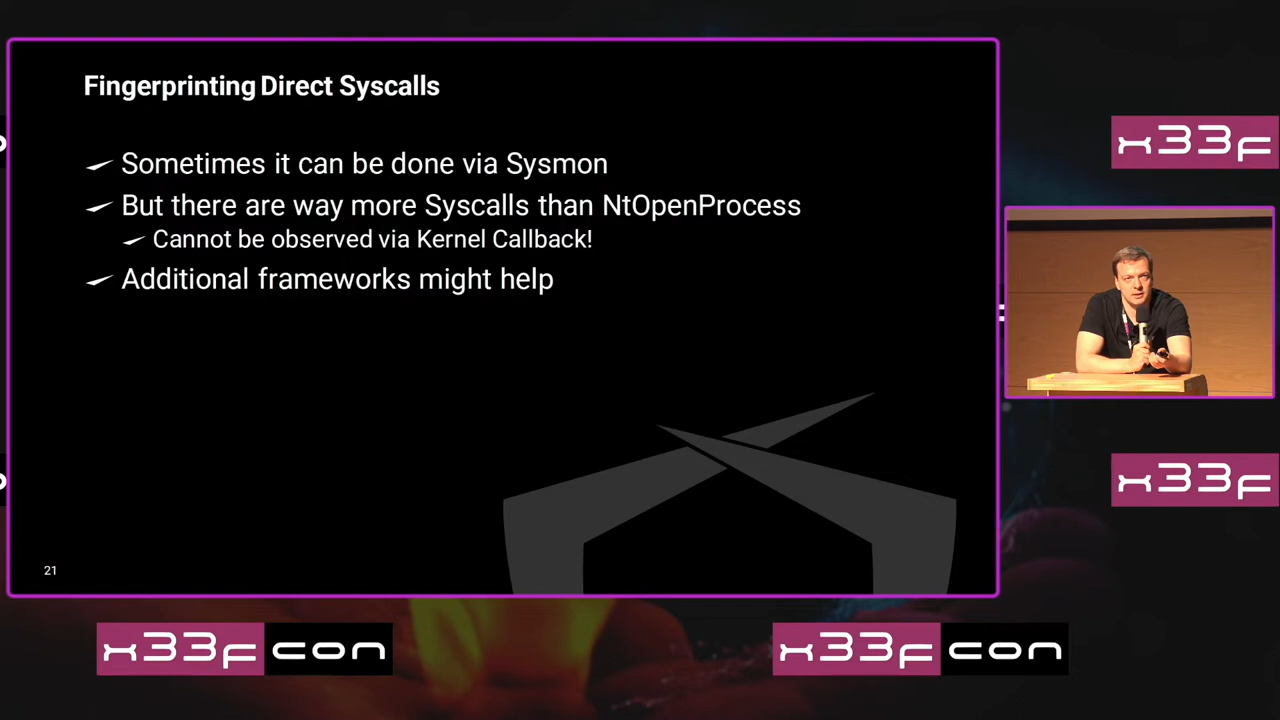 Fingerprinting Direct Syscalls
Sometimes it can be done via Sysmon
But there are way more Syscalls than NtOpenProcess
Cannot be observed via Kernel Callback!
Additional frameworks might help
21
x33f
x33f
x33fcon
x33fcon